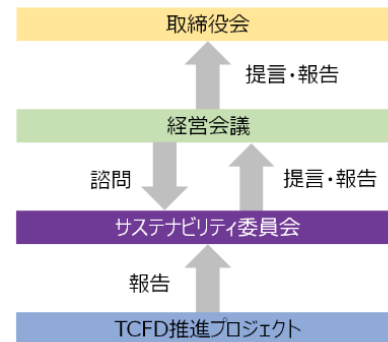 取締役会
提言・報告
経営会議
諮問
提言・報告
サステナビリティ委員会
報告
TCFD推進プロジェクト